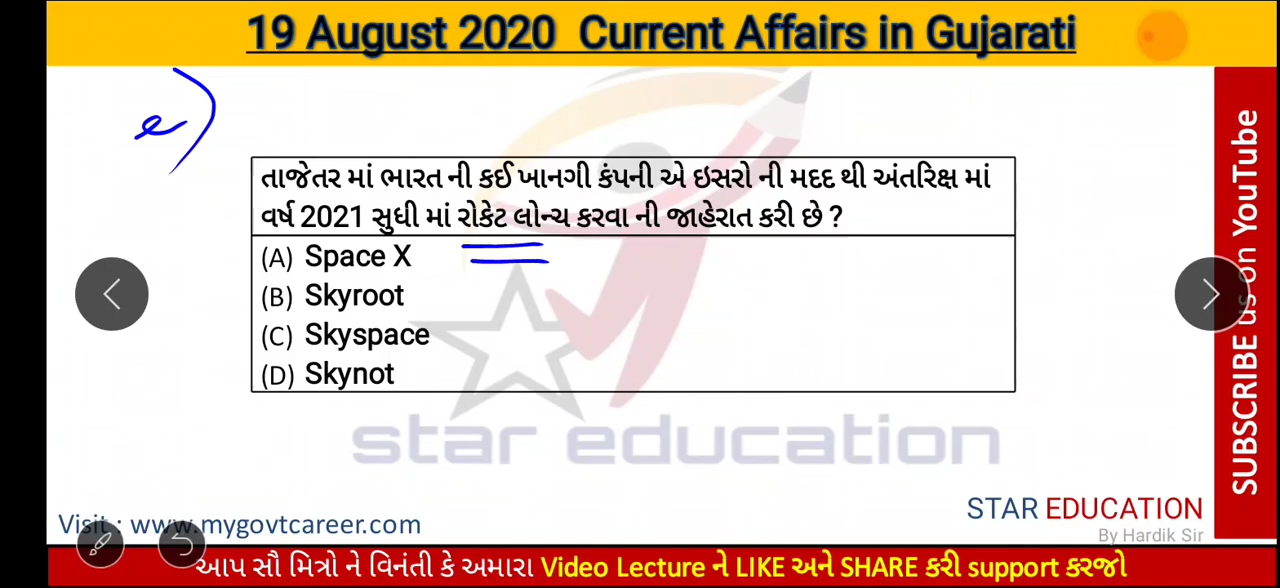 19 August 2020 Current Affairs in Gujarati
તાજેતર માં ભારત ની કઈ ખાનગી કંપની એ ઇસરો ની મદદ થી અંતરિક્ષ માં
વર્ષ 2021 સુધી માં રોકેટ લોન્ચ કરવા ની જાહેરાત કરી છે ?
(A) Space X
(B) Skyroot
(C) Skyspace
(D) Skynot
star education
STAR EDUCATION
By Hardik Sir
Visit : www.mygovtcareer.com
આપ સૌ મિત્રો ને વિનંતી કે અમારા Video Lecture ને LIKE અને SHARE કરી support કરજો
SUBSCRIBE us on YouTube